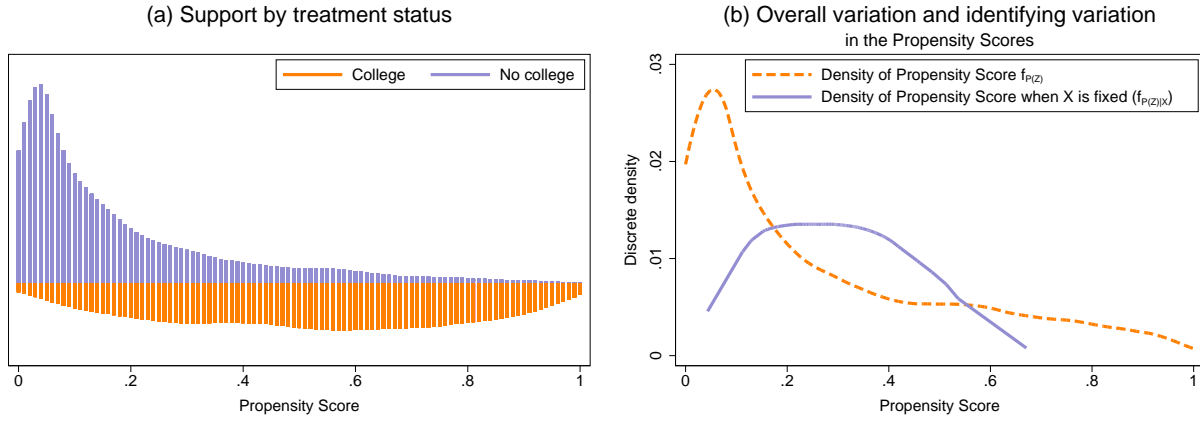 (a) Support by treatment status
College
No college
0 .2 .4 .6 .8 1
Propensity Score
(b) Overall variation and identifying variation
in the Propensity Scores
Density of Propensity Score f_P(Z)
Density of Propensity Score when X is fixed (f_P(Z)|X)
Discrete density
.03
.02
.01
0
0 .2 .4 .6 .8 1
Propensity Score